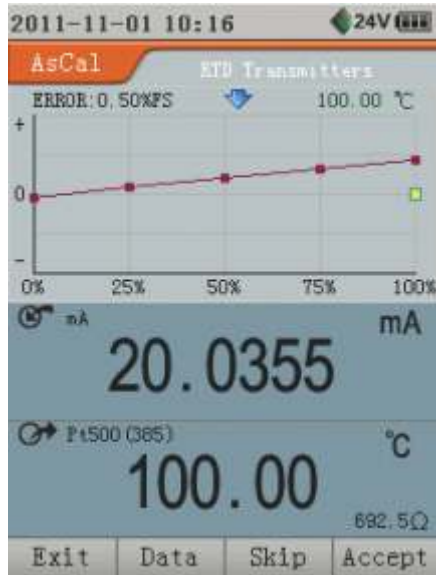 2011-11-01 10:16 24V
AsCal RTD Transmitters
ERROR:0.50%FS 100.00 ℃
+
0
-
0% 25% 50% 75% 100%
mA mA
20.0355
Pt500(385) ℃
100.00
692.5Ω
Exit Data Skip Accept